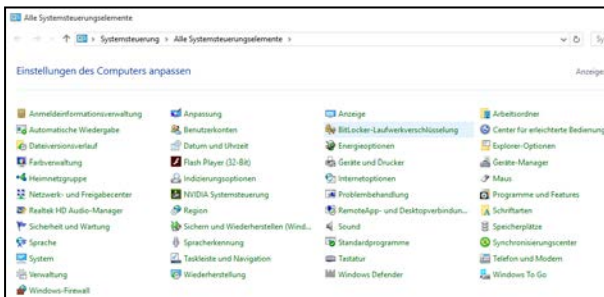 Alle Systemsteuerungselemente
Systemsteuerung > Alle Systemsteuerungselemente >
Sy
Einstellungen des Computers anpassen
Anzeige
Anmeldeinformationsverwaltung Anpassung Anzeige Arbeitsordner
Automatische Wiedergabe Benutzerkonten BitLocker-Laufwerkverschlüsselung Center für erleichterte Bedienung
Dateiversionsverlauf Datum und Uhrzeit Energieoptionen Explorer-Optionen
Farbverwaltung Flash Player (32-Bit) Geräte und Drucker Geräte-Manager
Heimnetzgruppe Indizierungsoptionen Internetoptionen Maus
Netzwerk- und Freigabecenter NVIDIA Systemsteuerung Problembehandlung Programme und Features
Realtek HD Audio-Manager Region RemoteApp- und Desktopverbindun... Schriftarten
Sicherheit und Wartung Sichern und Wiederherstellen (Wind... Sound Speicherplätze
Sprache Spracherkennung Standardprogramme Synchronisierungscenter
System Taskleiste und Navigation Tastatur Telefon und Modem
Verwaltung Wiederherstellung Windows Defender Windows To Go
Windows-Firewall